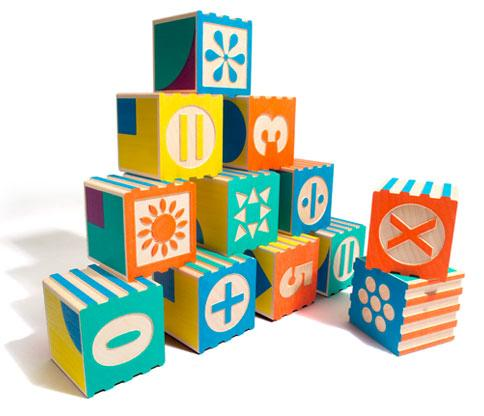 = 3
÷
×
0 + 5 =